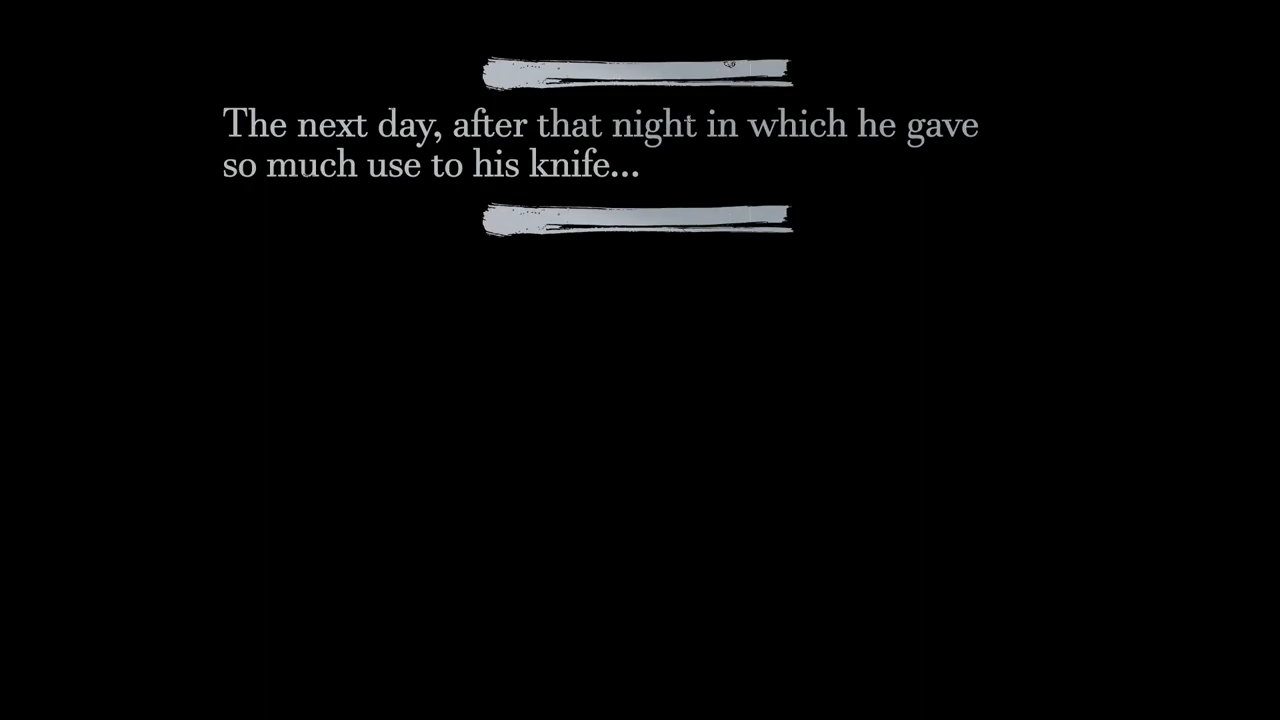 The next day, after that night in which he gave
so much use to his knife...